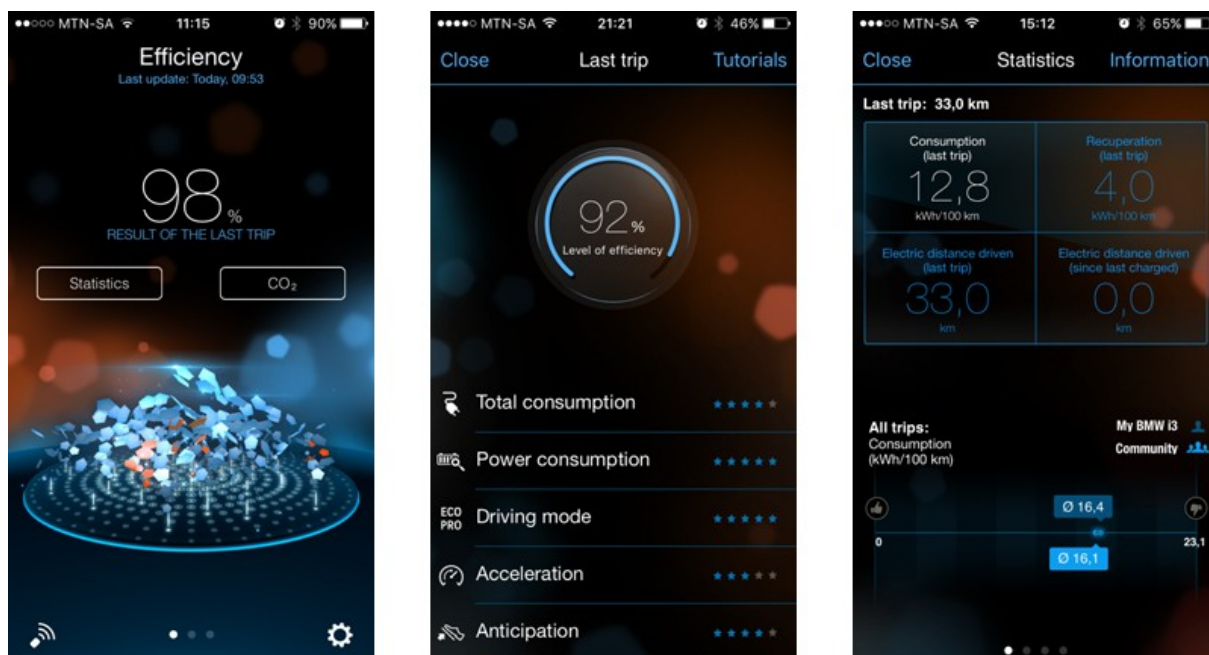 MTN-SA 11:15 90%
Efficiency
Last update: Today, 09:53
98 %
RESULT OF THE LAST TRIP
Statistics
CO₂
MTN-SA 21:21 46%
Close Last trip Tutorials
92 %
Level of efficiency
Total consumption
Power consumption
ECO PRO
Driving mode
Acceleration
Anticipation
MTN-SA 15:12 65%
Close Statistics Information
Last trip: 33,0 km
Consumption
(last trip)
12,8
kWh/100 km
Recuperation
(last trip)
4,0
kWh/100 km
Electric distance driven
(last trip)
33,0
km
Electric distance driven
(since last charged)
0,0
km
All trips:
Consumption
(kWh/100 km)
My BMW i3
Community
Ø 16,4
0
23,1
Ø 16,1